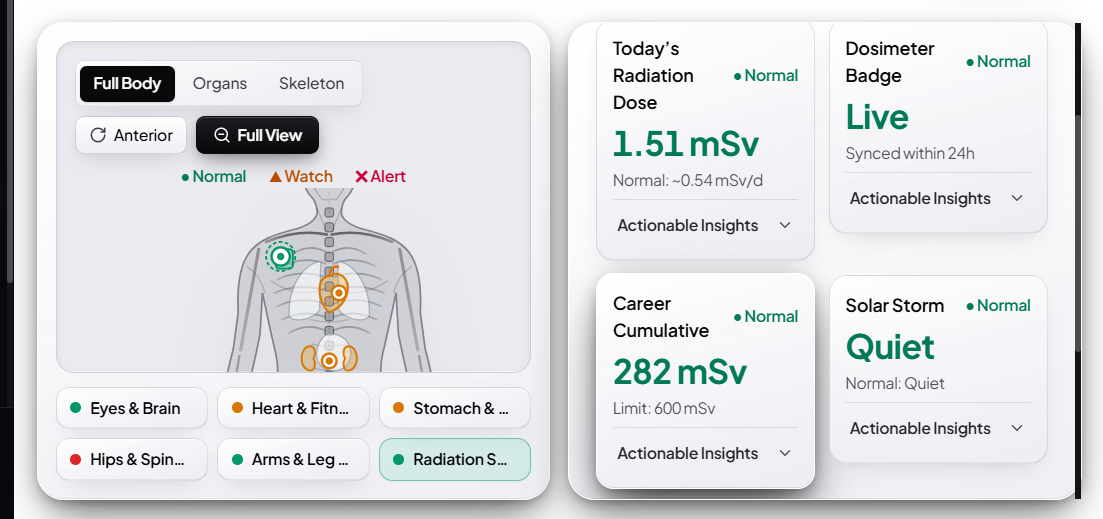 Full Body
Organs
Skeleton
Anterior
Full View
Normal
Watch
Alert
Eyes & Brain
Heart & Fitn...
Stomach & ...
Hips & Spin...
Arms & Leg ...
Radiation S...
Today's
Radiation
Dose
Normal
1.51 mSv
Normal: ~0.54 mSv/d
Actionable Insights
Dosimeter
Badge
Normal
Live
Synced within 24h
Actionable Insights
Career
Cumulative
Normal
282 mSv
Limit: 600 mSv
Actionable Insights
Solar Storm
Normal
Quiet
Normal: Quiet
Actionable Insights